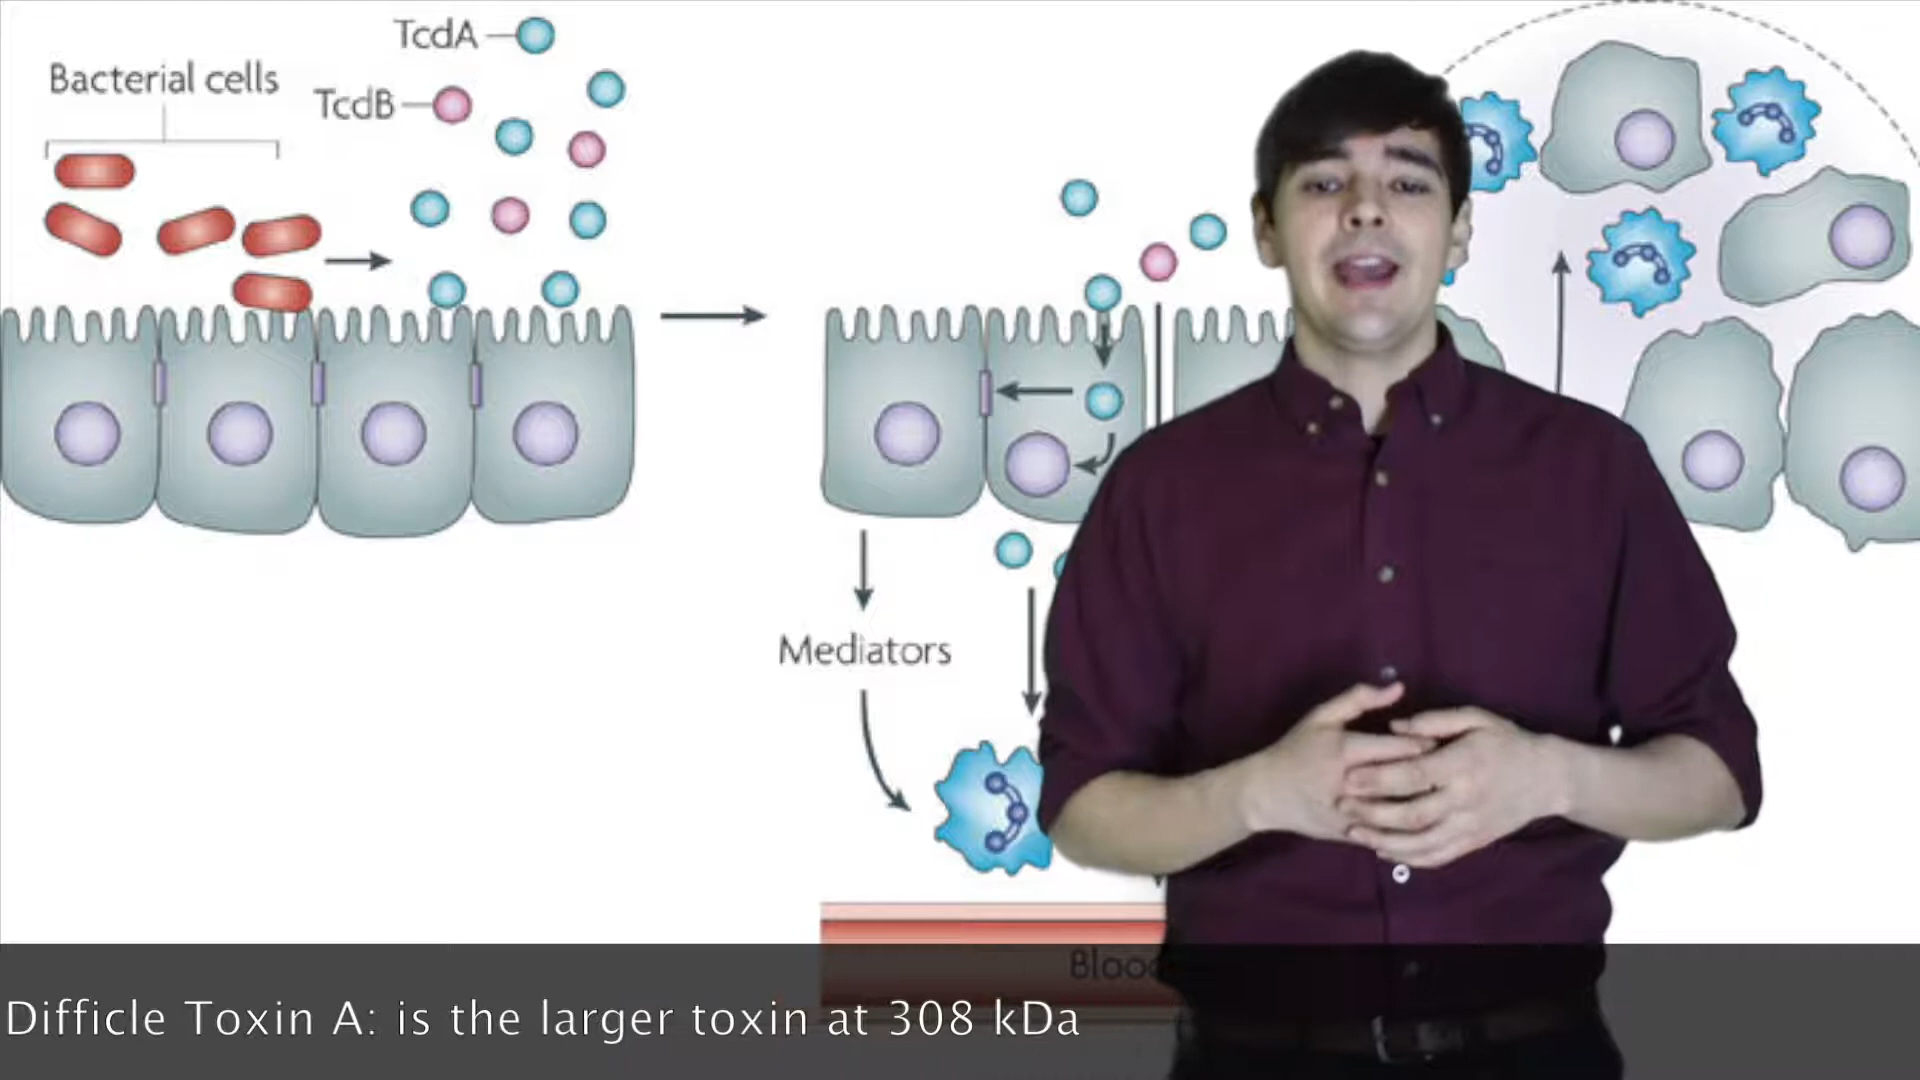 TcdA
Bacterial cells
TcdB
Mediators
Difficle Toxin A: is the larger toxin at 308 kDa